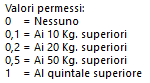 Valori permessi:
0 = Nessuno
0,1 = Ai 10 Kg. superiori
0,2 = Ai 20 Kg. superiori
0,5 = Ai 50 Kg. superiori
1 = Al quintale superiore